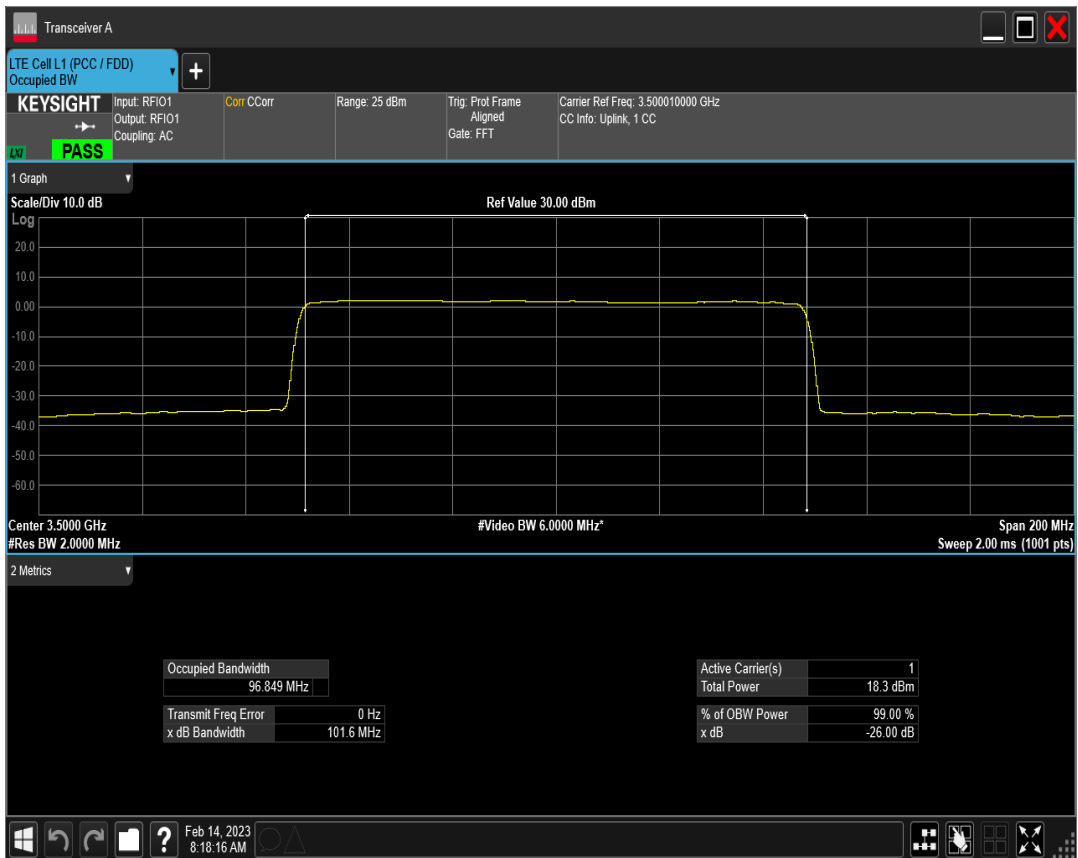 Transceiver A
LTE Cell L1 (PCC / FDD)
Occupied BW
+
KEYSIGHT
LXI
PASS
Input: RFIO1
Output: RFIO1
Coupling: AC
Corr CCorr
Range: 25 dBm
Trig: Prot Frame
Aligned
Gate: FFT
Carrier Ref Freq: 3.500010000 GHz
CC Info: Uplink, 1 CC
1 Graph
Scale/Div 10.0 dB
Ref Value 30.00 dBm
Log
20.0
10.0
0.00
-10.0
-20.0
-30.0
-40.0
-50.0
-60.0
Center 3.5000 GHz
#Video BW 6.0000 MHz*
Span 200 MHz
#Res BW 2.0000 MHz
Sweep 2.00 ms (1001 pts)
2 Metrics
Occupied Bandwidth
96.849 MHz
Transmit Freq Error 0 Hz
x dB Bandwidth 101.6 MHz
Active Carrier(s) 1
Total Power 18.3 dBm
% of OBW Power 99.00 %
x dB -26.00 dB
?
Feb 14, 2023
8:18:16 AM